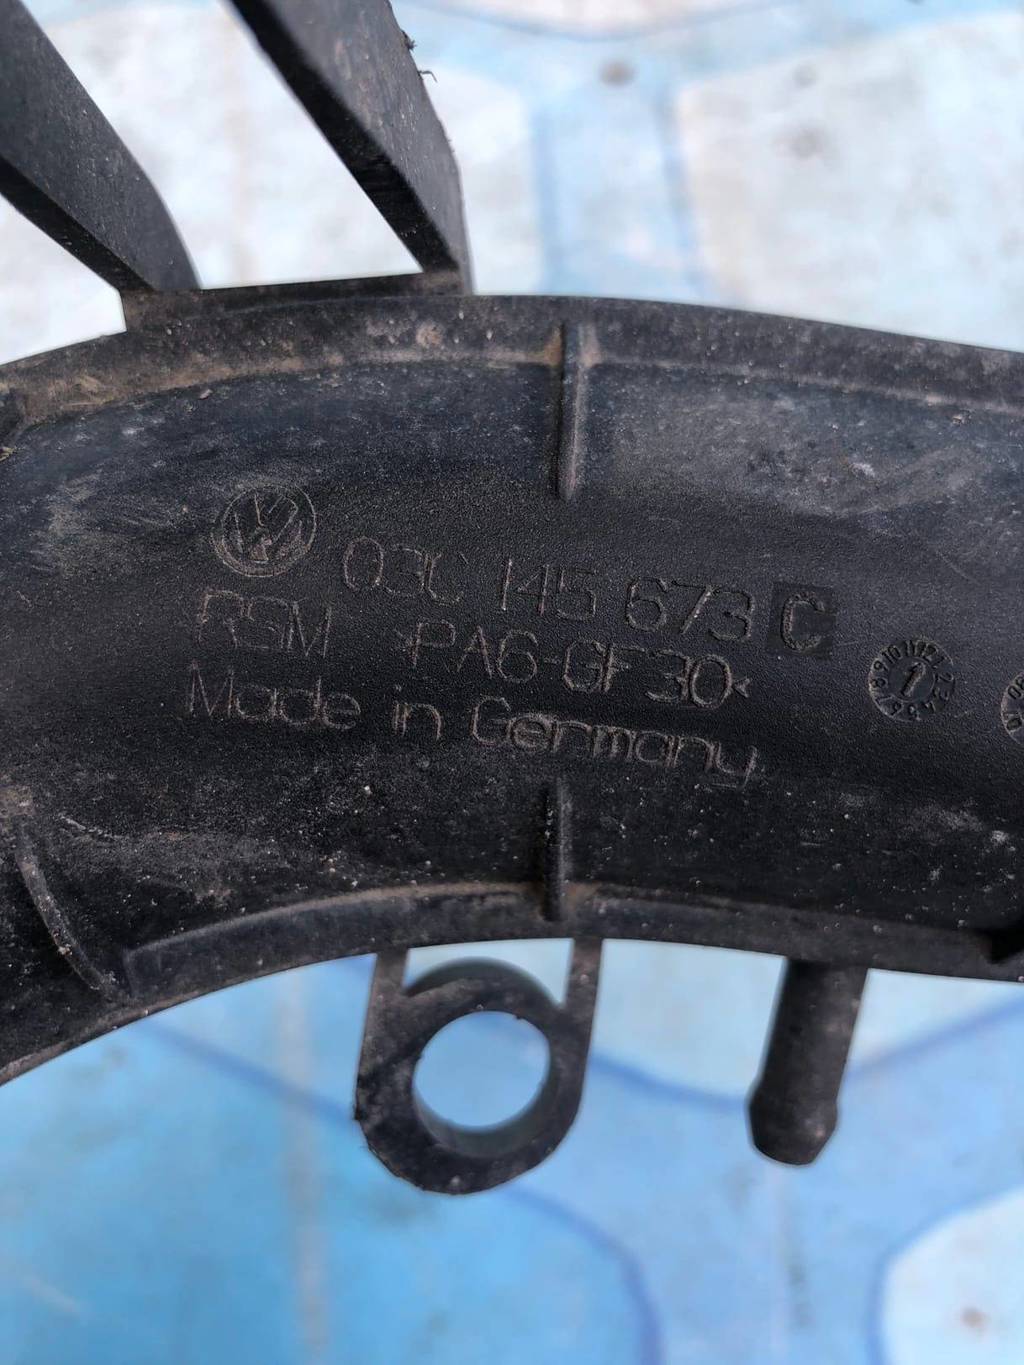 03C 145 673 C
RSM >PA6-GF30<
Made in Germany